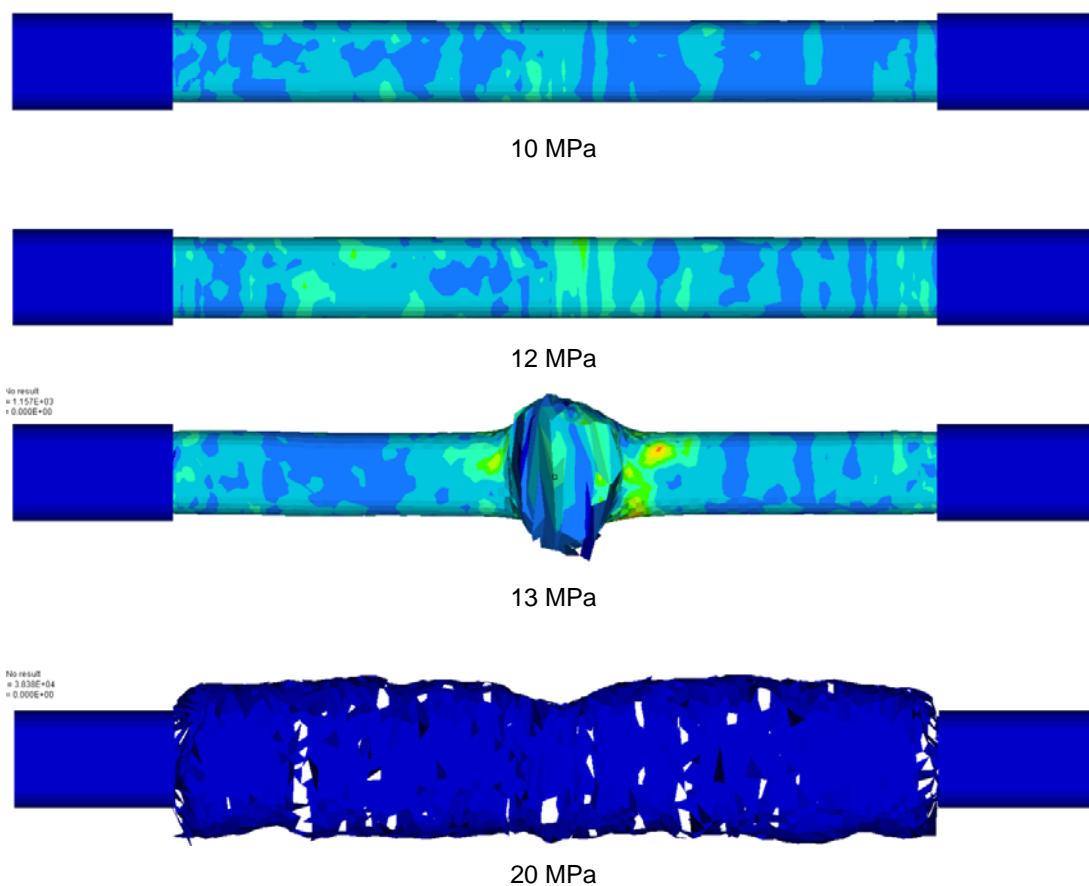 10 MPa
12 MPa
No result
= 1.157E+03
= 0.000E+00
13 MPa
No result
= 3.838E+04
= 0.000E+00
20 MPa